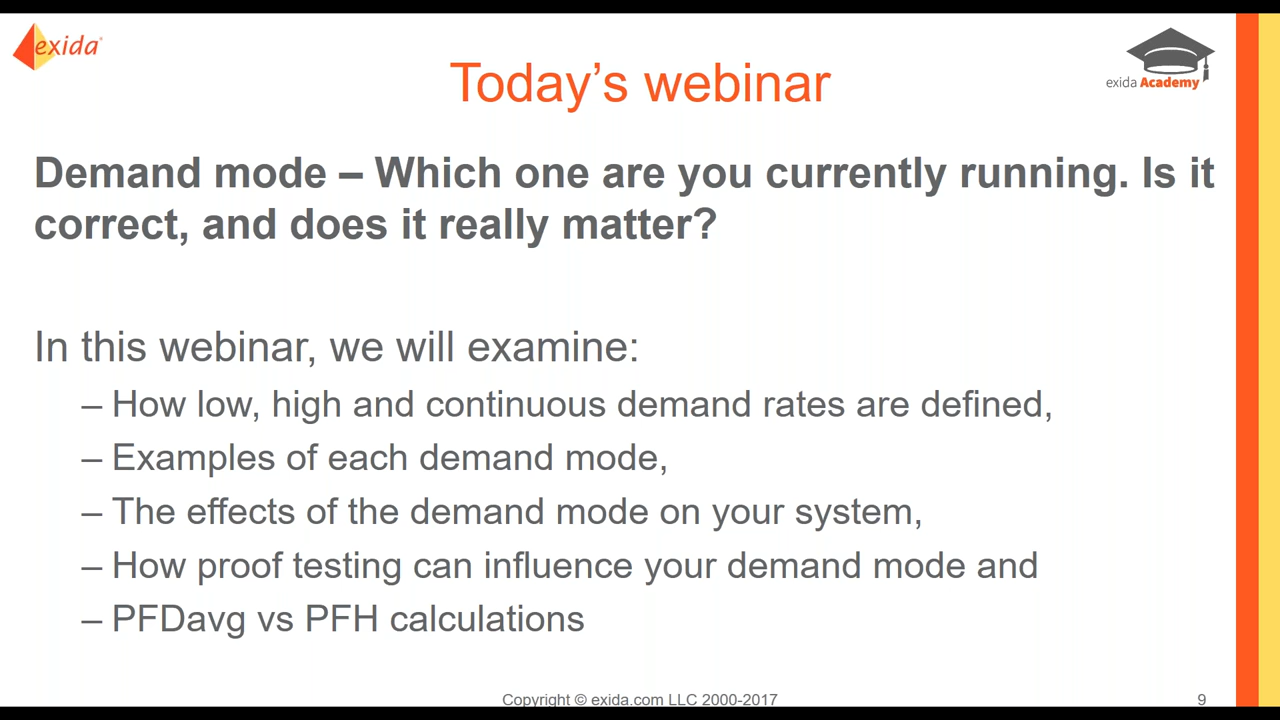 exida
exida Academy
Today's webinar
Demand mode – Which one are you currently running. Is it
correct, and does it really matter?
In this webinar, we will examine:
– How low, high and continuous demand rates are defined,
– Examples of each demand mode,
– The effects of the demand mode on your system,
– How proof testing can influence your demand mode and
– PFDavg vs PFH calculations
Copyright © exida.com LLC 2000-2017
9